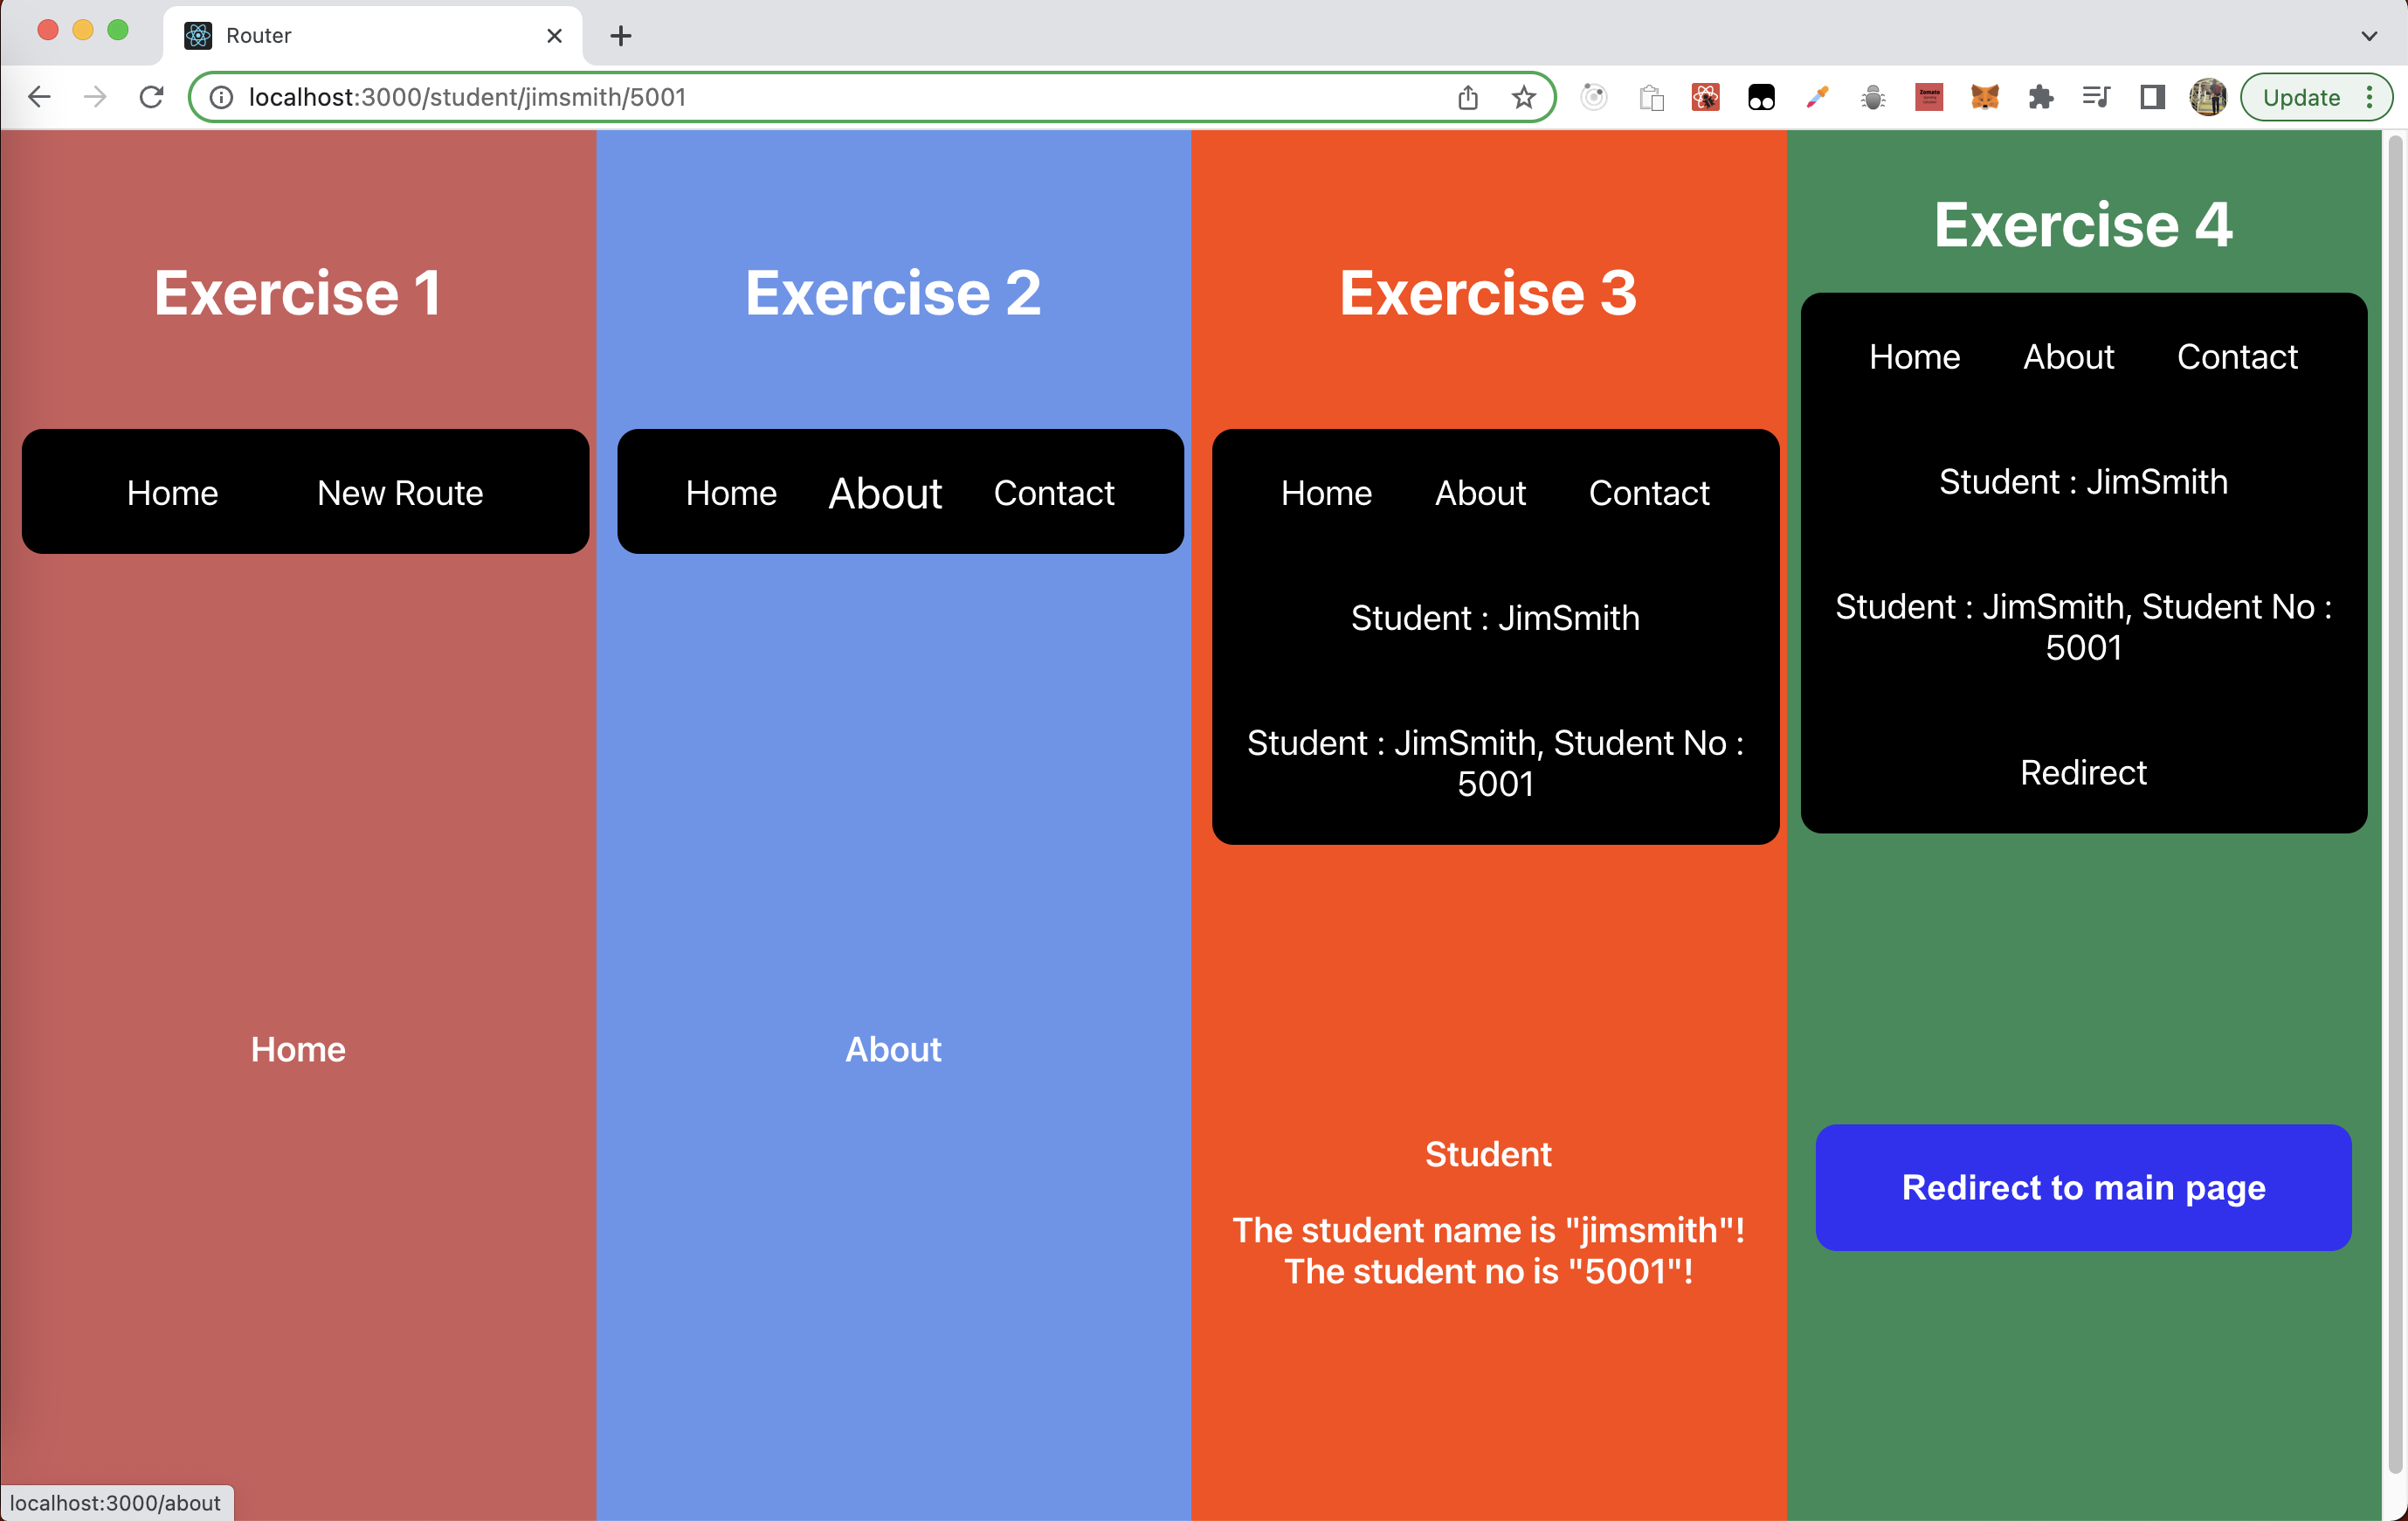 Router
localhost:3000/student/jimsmith/5001
Update
Exercise 1
Home
New Route
Home
Exercise 2
Home
About
Contact
About
Exercise 3
Home
About
Contact
Student : JimSmith
Student : JimSmith, Student No :
5001
Student
The student name is "jimsmith"!
The student no is "5001"!
Exercise 4
Home
About
Contact
Student : JimSmith
Student : JimSmith, Student No :
5001
Redirect
Redirect to main page
localhost:3000/about